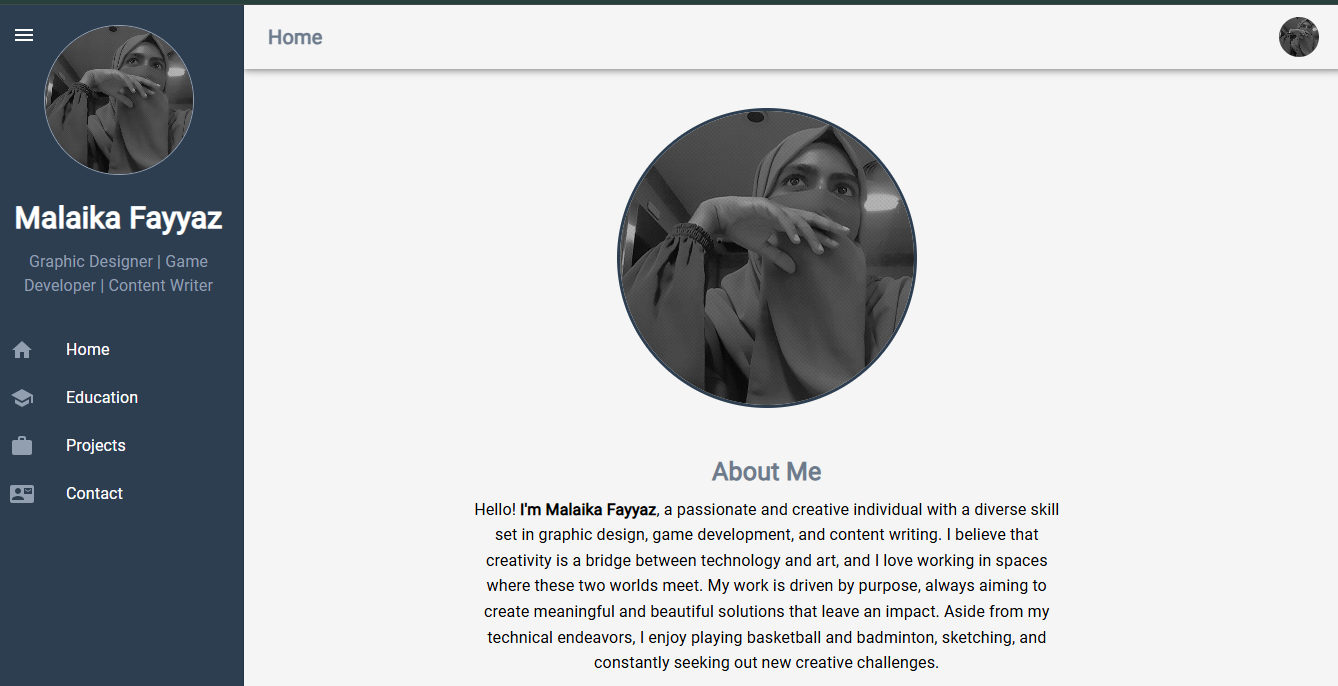 Home
Malaika Fayyaz
Graphic Designer | Game
Developer | Content Writer
Home
Education
Projects
Contact
About Me
Hello! I'm Malaika Fayyaz, a passionate and creative individual with a diverse skill
set in graphic design, game development, and content writing. I believe that
creativity is a bridge between technology and art, and I love working in spaces
where these two worlds meet. My work is driven by purpose, always aiming to
create meaningful and beautiful solutions that leave an impact. Aside from my
technical endeavors, I enjoy playing basketball and badminton, sketching, and
constantly seeking out new creative challenges.